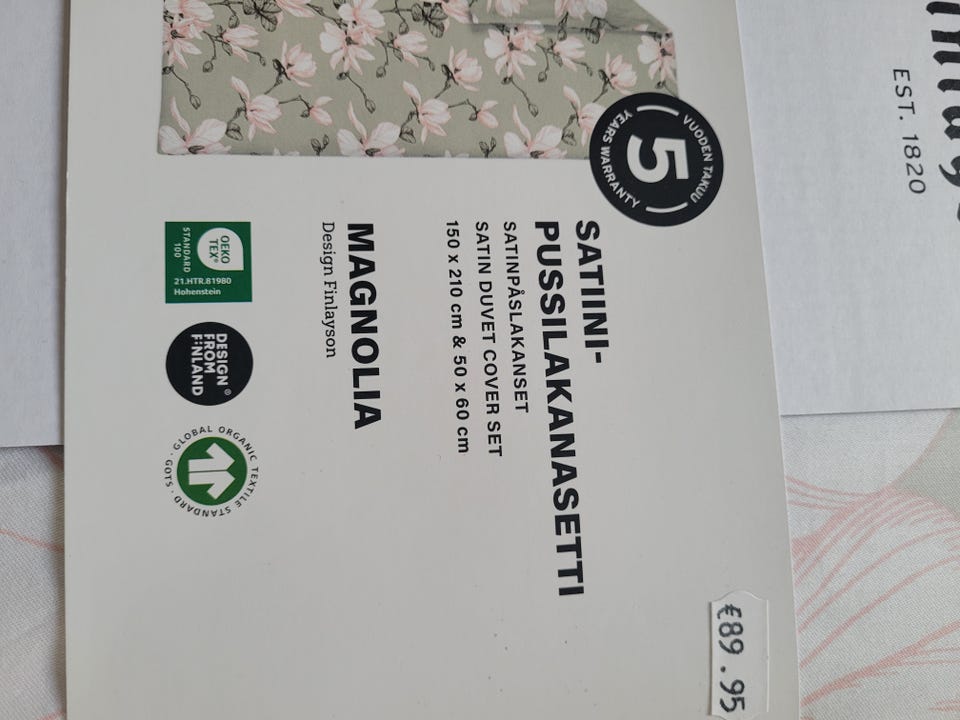 EST. 1820
5
VUODEN TAKUU
YEARS WARRANTY
SATIINI-
PUSSILAKANASETTI
SATINPÅSLAKANSET
SATIN DUVET COVER SET
150 x 210 cm & 50 x 60 cm
MAGNOLIA
Design Finlayson
OEKO
TEX®
STANDARD
100
21.HTR.81980
Hohenstein
DESIGN®
FROM
FINLAND
GLOBAL ORGANIC TEXTILE STANDARD · GOTS ·
€89.95